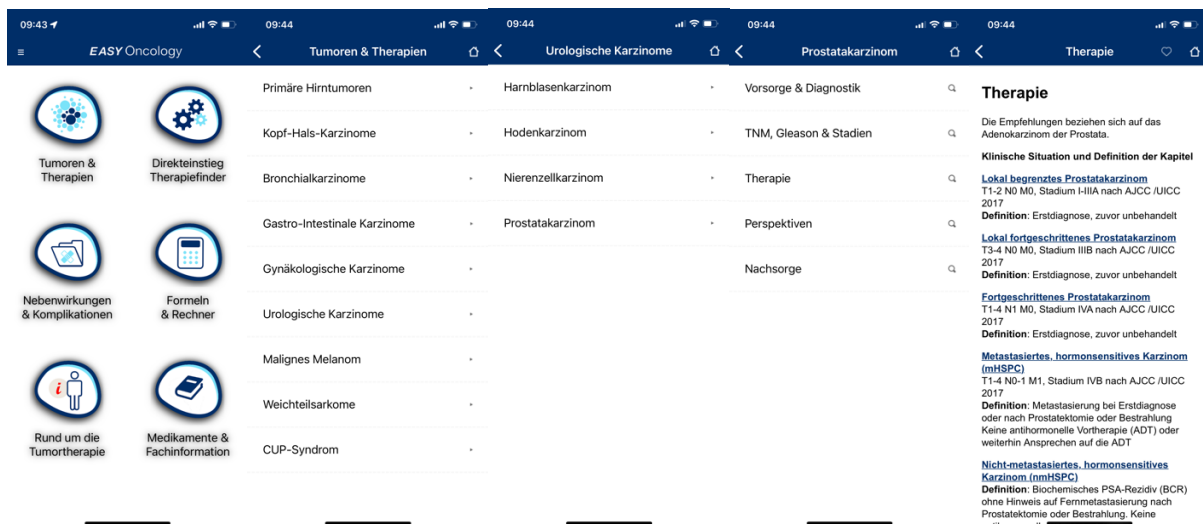 09:43
EASY Oncology
Tumoren &
Therapien
Direkteinstieg
Therapiefinder
Nebenwirkungen
& Komplikationen
Formeln
& Rechner
i
Rund um die
Tumortherapie
Medikamente &
Fachinformation
09:44
Tumoren & Therapien
Primäre Hirntumoren
Kopf-Hals-Karzinome
Bronchialkarzinome
Gastro-Intestinale Karzinome
Gynäkologische Karzinome
Urologische Karzinome
Malignes Melanom
Weichteilsarkome
CUP-Syndrom
09:44
Urologische Karzinome
Harnblasenkarzinom
Hodenkarzinom
Nierenzellkarzinom
Prostatakarzinom
09:44
Prostatakarzinom
Vorsorge & Diagnostik
TNM, Gleason & Stadien
Therapie
Perspektiven
Nachsorge
09:44
Therapie
Therapie
Die Empfehlungen beziehen sich auf das
Adenokarzinom der Prostata.
Klinische Situation und Definition der Kapitel
Lokal begrenztes Prostatakarzinom
T1-2 N0 M0, Stadium I-IIIA nach AJCC /UICC
2017
Definition: Erstdiagnose, zuvor unbehandelt
Lokal fortgeschrittenes Prostatakarzinom
T3-4 N0 M0, Stadium IIIB nach AJCC /UICC
2017
Definition: Erstdiagnose, zuvor unbehandelt
Fortgeschrittenes Prostatakarzinom
T1-4 N1 M0, Stadium IVA nach AJCC /UICC
2017
Definition: Erstdiagnose, zuvor unbehandelt
Metastasiertes, hormonsensitives Karzinom
(mHSPC)
T1-4 N0-1 M1, Stadium IVB nach AJCC /UICC
2017
Definition: Metastasierung bei Erstdiagnose
oder nach Prostatektomie oder Bestrahlung
Keine antihormonelle Vortherapie (ADT) oder
weiterhin Ansprechen auf die ADT
Nicht-metastasiertes, hormonsensitives
Karzinom (nmHSPC)
Definition: Biochemisches PSA-Rezidiv (BCR)
ohne Hinweis auf Fernmetastasierung nach
Prostatektomie oder Bestrahlung. Keine